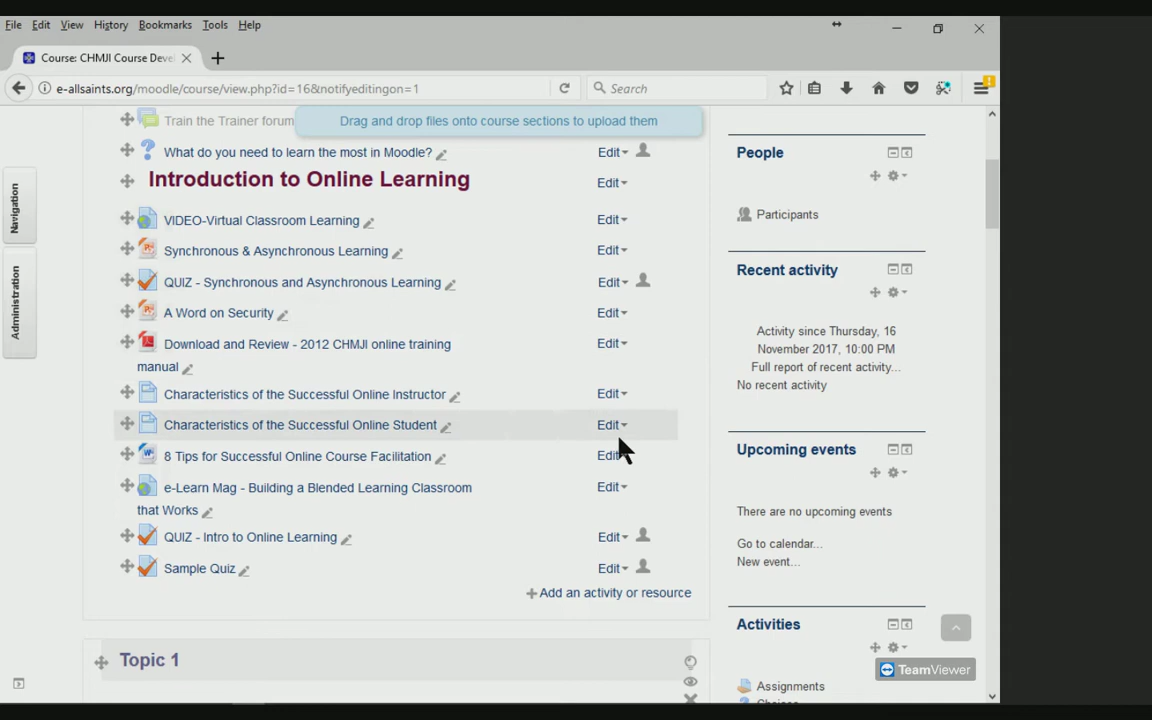 File Edit View History Bookmarks Tools Help
Course: CHMJI Course Deve
e-allsaints.org/moodle/course/view.php?id=16&notifyeditingon=1
Search
Train the Trainer forum
Drag and drop files onto course sections to upload them
What do you need to learn the most in Moodle? Edit
Introduction to Online Learning Edit
VIDEO-Virtual Classroom Learning Edit
Synchronous & Asynchronous Learning Edit
QUIZ - Synchronous and Asynchronous Learning Edit
A Word on Security Edit
Download and Review - 2012 CHMJI online training Edit
manual
Characteristics of the Successful Online Instructor Edit
Characteristics of the Successful Online Student Edit
8 Tips for Successful Online Course Facilitation Edit
e-Learn Mag - Building a Blended Learning Classroom Edit
that Works
QUIZ - Intro to Online Learning Edit
Sample Quiz Edit
Add an activity or resource
Topic 1
Navigation
Administration
People
Participants
Recent activity
Activity since Thursday, 16
November 2017, 10:00 PM
Full report of recent activity...
No recent activity
Upcoming events
There are no upcoming events
Go to calendar...
New event...
Activities
TeamViewer
Assignments